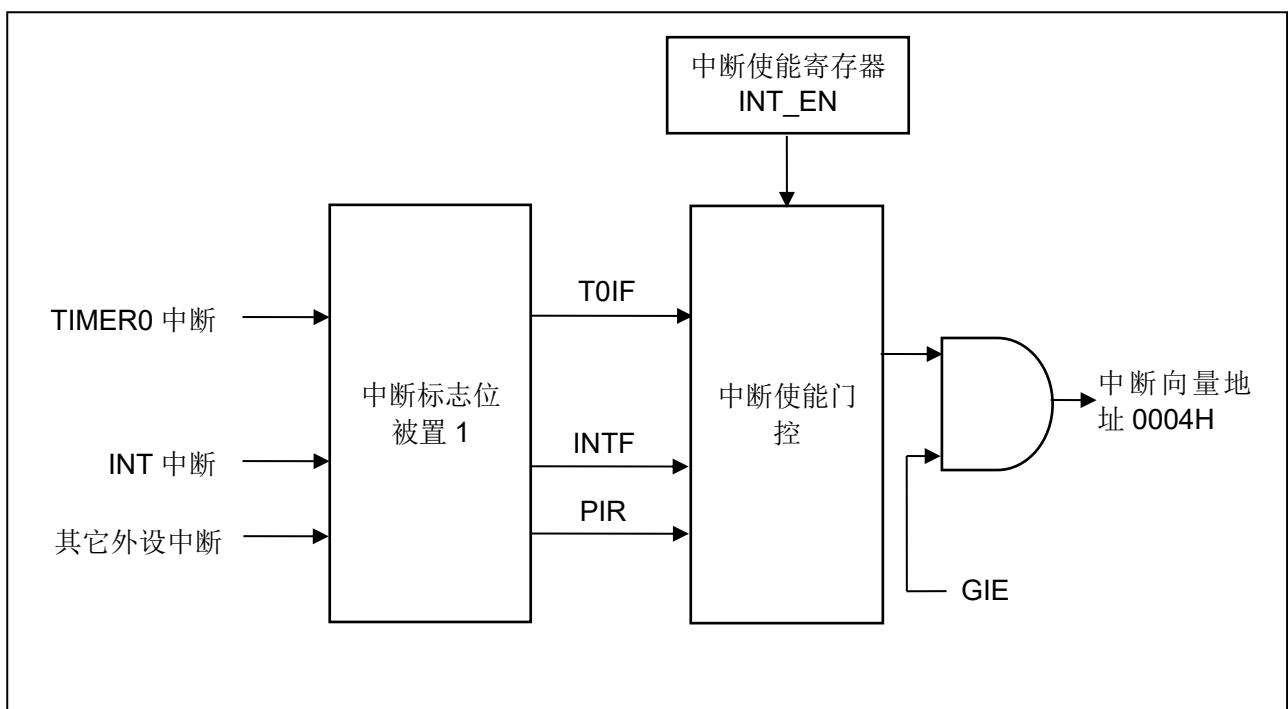 中断使能寄存器
INT_EN
T0IF
TIMER0 中断
中断标志位
被置 1
中断使能门
控
中断向量地
址 0004H
INTF
INT 中断
PIR
其它外设中断
GIE